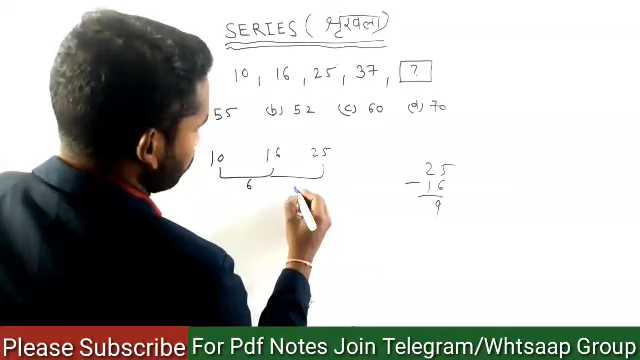 SERIES ( श्रृंखला )
10, 16, 25, 37, ?
55 (b) 52 (c) 60 (d) 70
10 16 25
6
25
- 16
9
Please Subscribe For Pdf Notes Join Telegram/Whtsaap Group